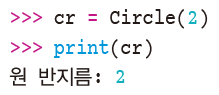 >>> cr = Circle(2)
>>> print(cr)
원 반지름: 2